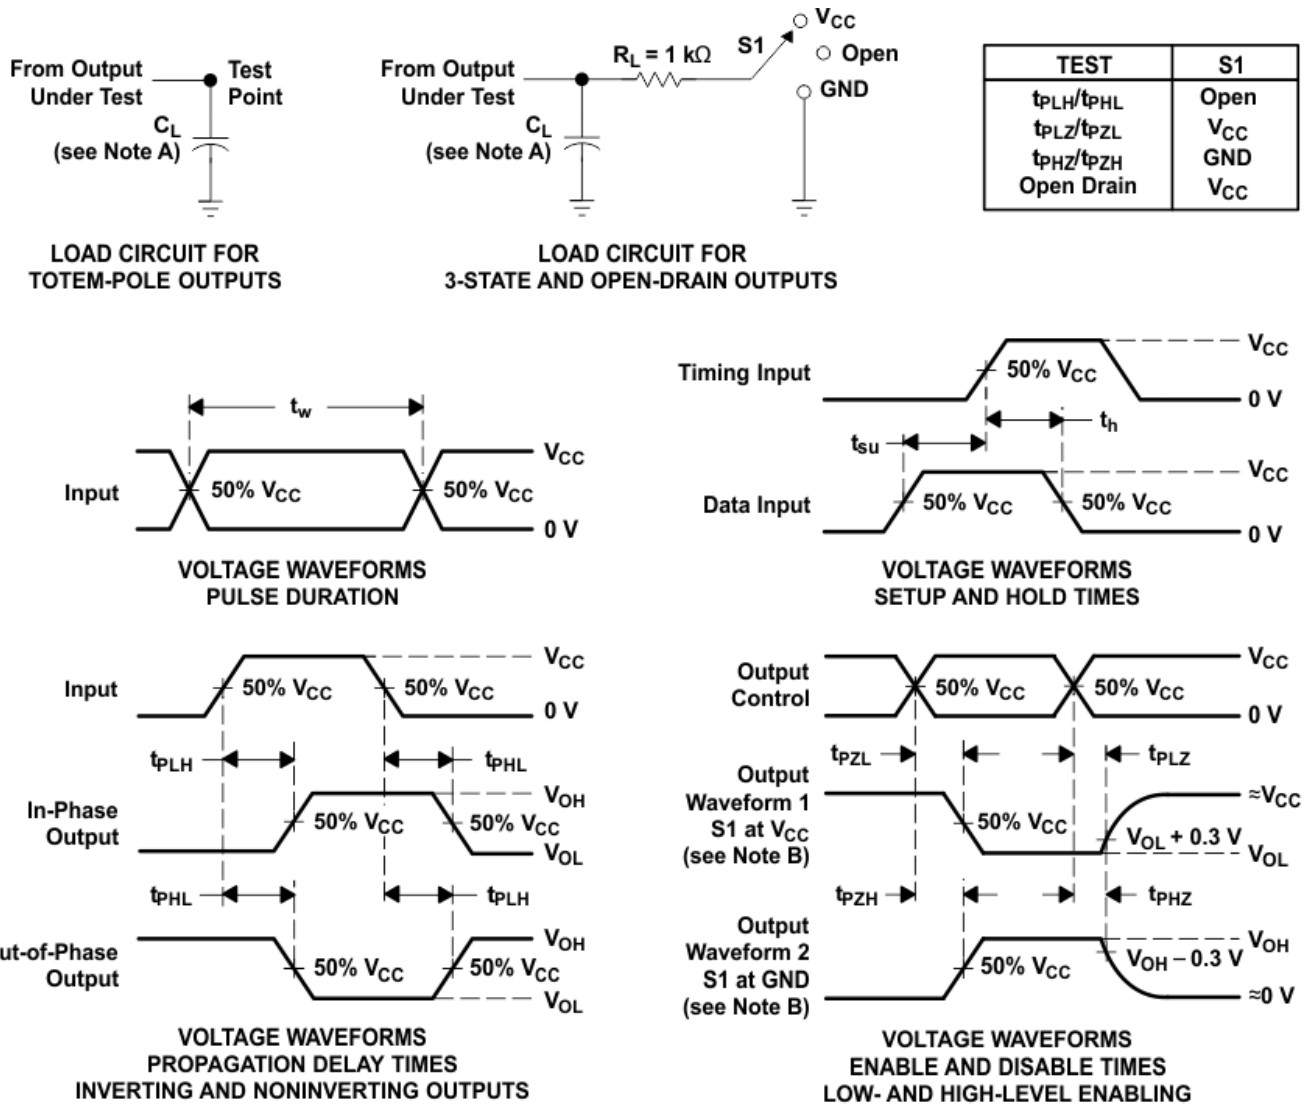 From Output
Under Test
Test
Point
CL
(see Note A)
LOAD CIRCUIT FOR
TOTEM-POLE OUTPUTS
From Output
Under Test
RL = 1 kΩ
S1
VCC
Open
GND
CL
(see Note A)
LOAD CIRCUIT FOR
3-STATE AND OPEN-DRAIN OUTPUTS
TEST S1
tPLH/tPHL Open
tPLZ/tPZL VCC
tPHZ/tPZH GND
Open Drain VCC
tw
Input
50% VCC
50% VCC
VCC
0 V
VOLTAGE WAVEFORMS
PULSE DURATION
Timing Input
50% VCC
VCC
0 V
tsu
th
Data Input
50% VCC
50% VCC
VCC
0 V
VOLTAGE WAVEFORMS
SETUP AND HOLD TIMES
Input
50% VCC
50% VCC
VCC
0 V
tPLH
tPHL
In-Phase
Output
50% VCC
50% VCC
VOH
VOL
tPHL
tPLH
ut-of-Phase
Output
50% VCC
50% VCC
VOH
VOL
VOLTAGE WAVEFORMS
PROPAGATION DELAY TIMES
INVERTING AND NONINVERTING OUTPUTS
Output
Control
50% VCC
50% VCC
VCC
0 V
tPZL
tPLZ
Output
Waveform 1
S1 at VCC
(see Note B)
50% VCC
VOL + 0.3 V
≈VCC
VOL
tPZH
tPHZ
Output
Waveform 2
S1 at GND
(see Note B)
50% VCC
VOH − 0.3 V
VOH
≈0 V
VOLTAGE WAVEFORMS
ENABLE AND DISABLE TIMES
LOW- AND HIGH-LEVEL ENABLING